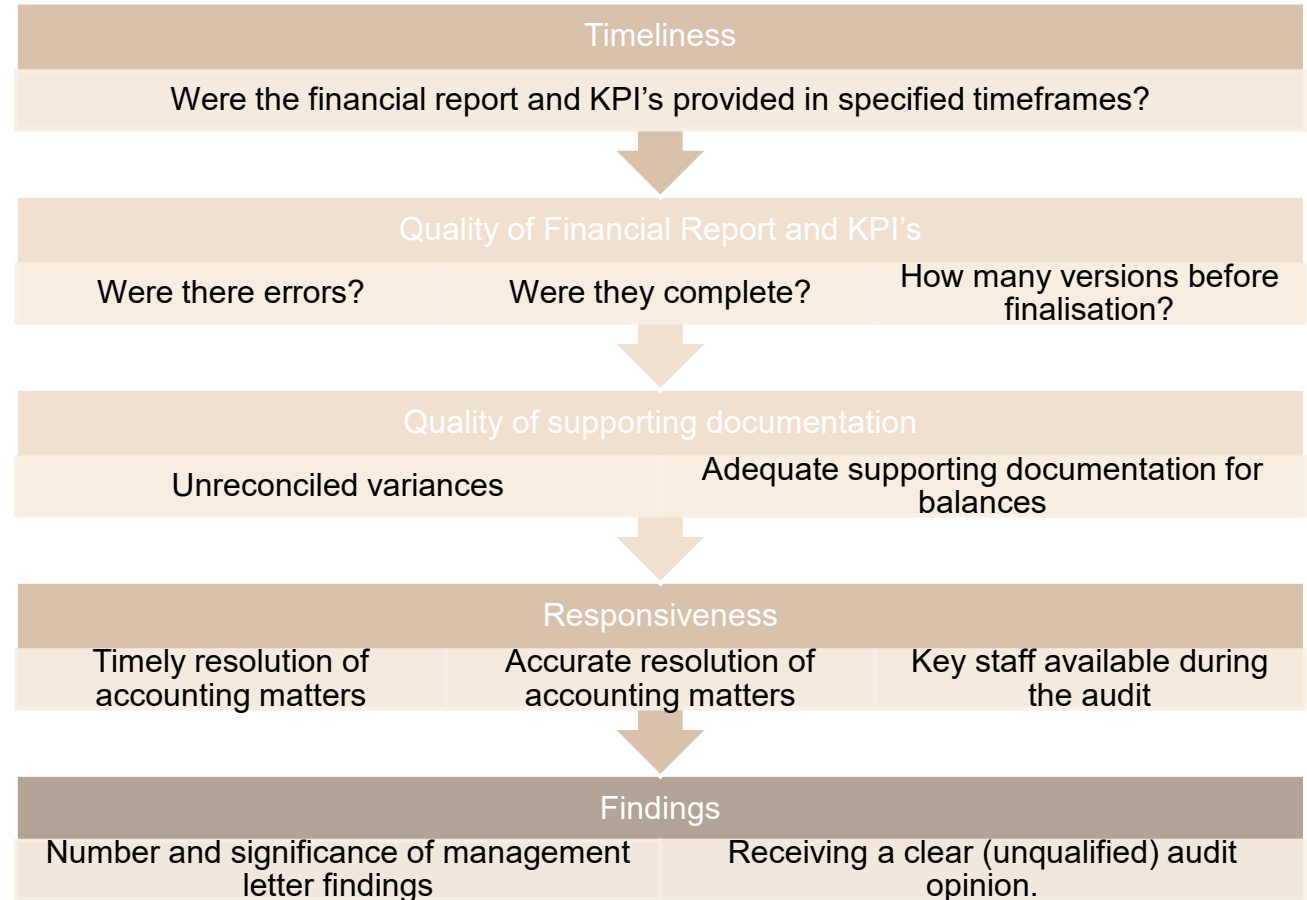 Timeliness
Were the financial report and KPI's provided in specified timeframes?
Quality of Financial Report and KPI's
Were there errors?
Were they complete?
How many versions before
finalisation?
Quality of supporting documentation
Unreconciled variances
Adequate supporting documentation for
balances
Responsiveness
Timely resolution of
accounting matters
Accurate resolution of
accounting matters
Key staff available during
the audit
Findings
Number and significance of management
letter findings
Receiving a clear (unqualified) audit
opinion.